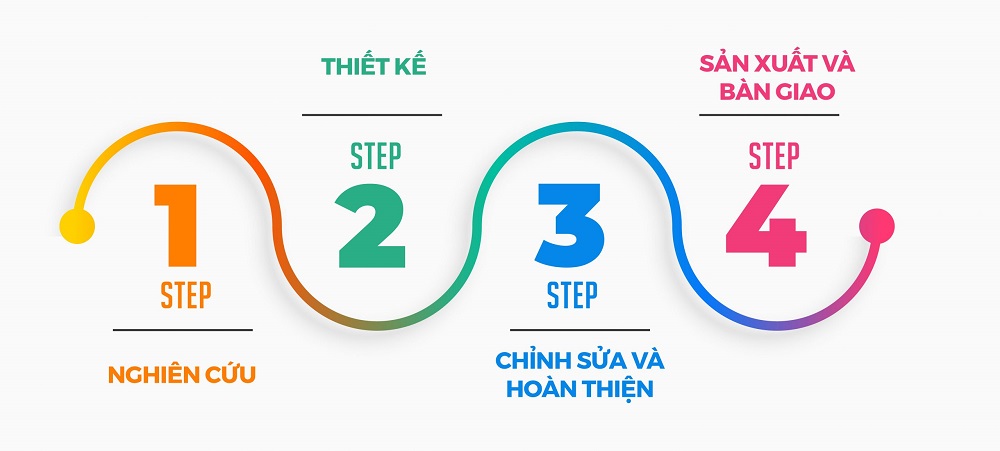 1
STEP
NGHIÊN CỨU
THIẾT KẾ
STEP
2
3
STEP
CHỈNH SỬA VÀ
HOÀN THIỆN
SẢN XUẤT VÀ
BÀN GIAO
STEP
4